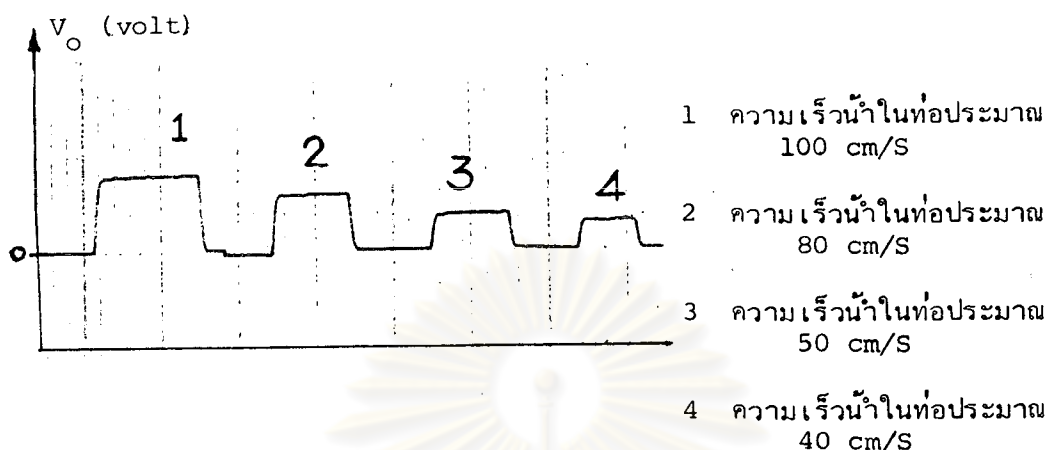 V_O (volt)
1
2
3
4
0
1 ความเร็วน้ำในท่อประมาณ
100 cm/S
2 ความเร็วน้ำในท่อประมาณ
80 cm/S
3 ความเร็วน้ำในท่อประมาณ
50 cm/S
4 ความเร็วน้ำในท่อประมาณ
40 cm/S